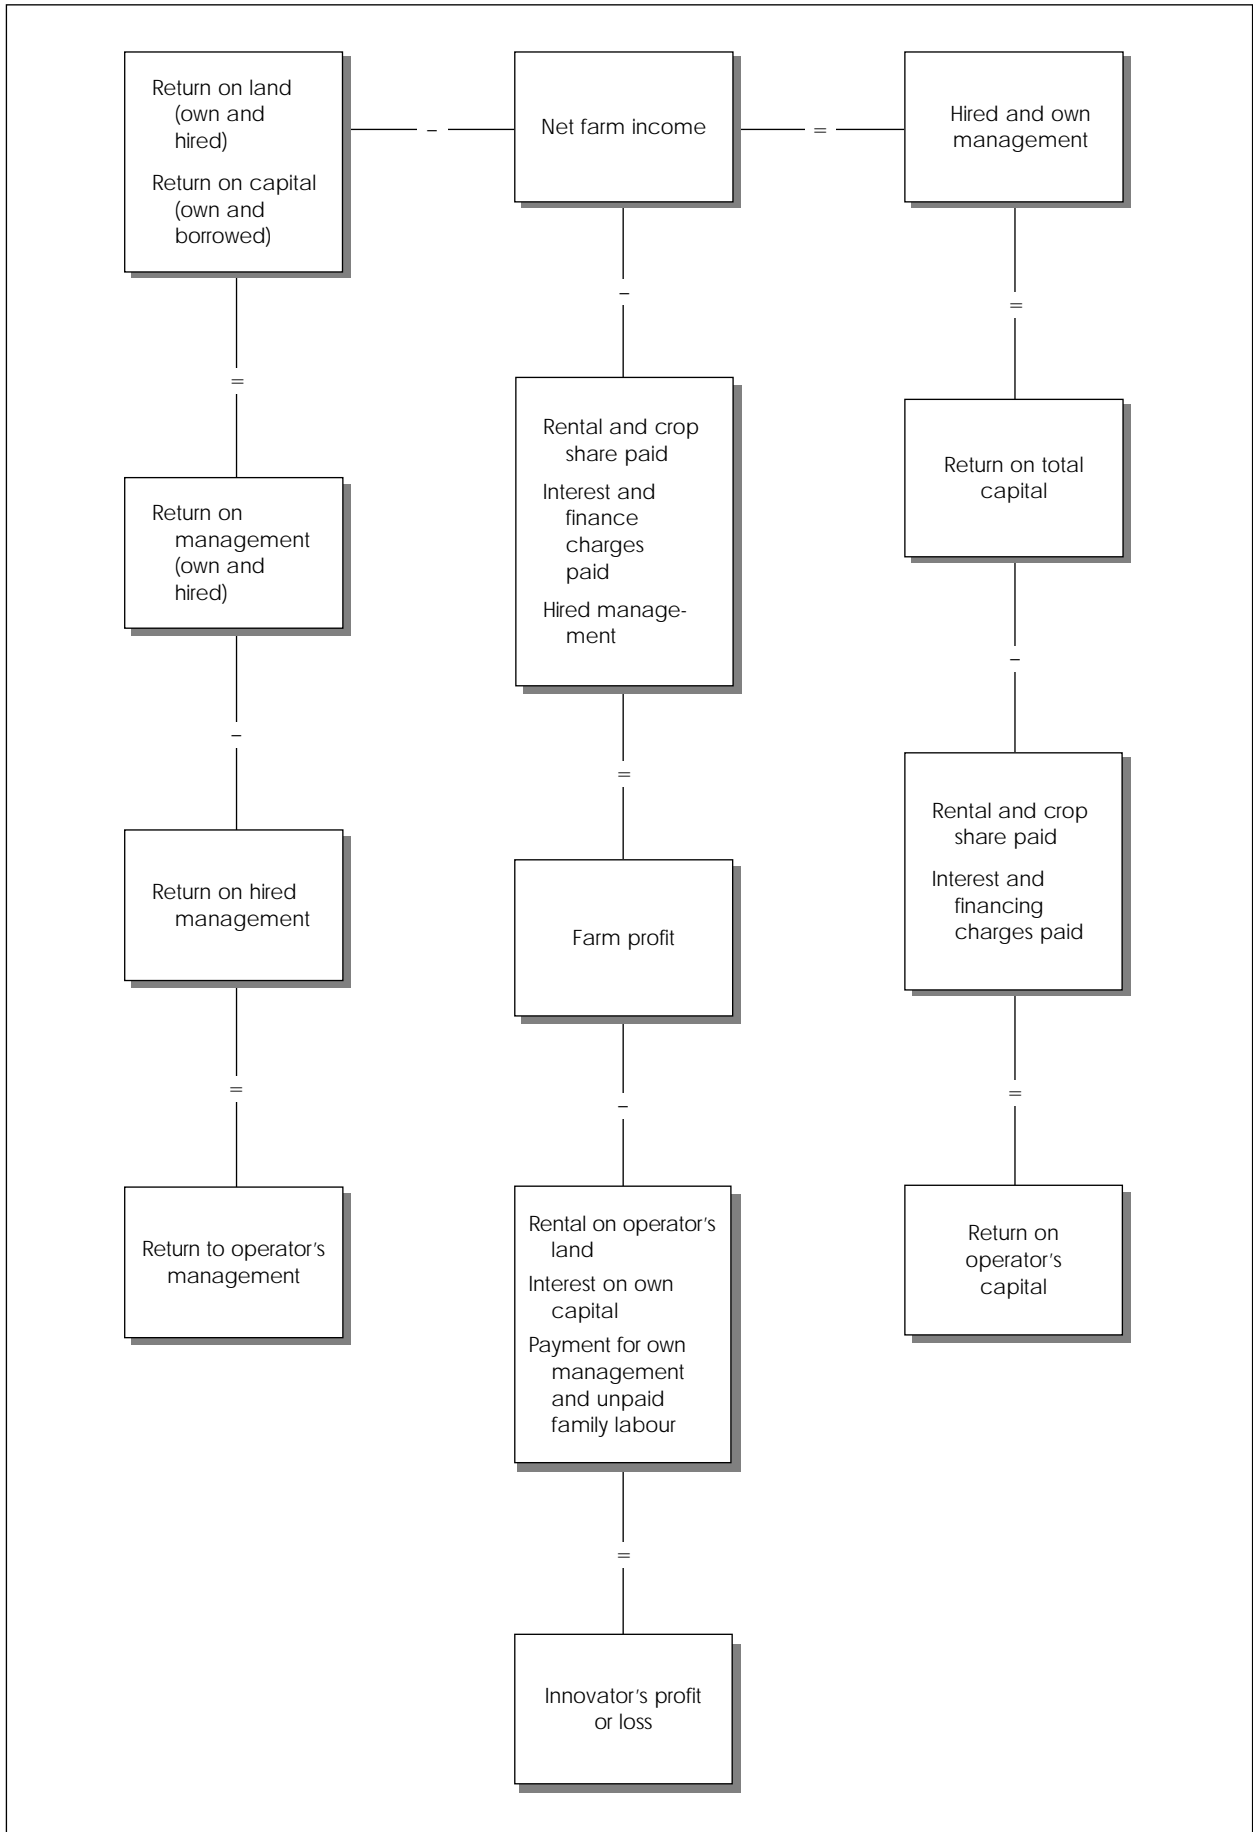 Return on land
(own and
hired)
Return on capital
(own and
borrowed)
–
Net farm income
=
Hired and own
management
=
Return on
management
(own and
hired)
–
Return on hired
management
=
Return to operator's
management
–
Rental and crop
share paid
Interest and
finance
charges
paid
Hired manage-
ment
=
Farm profit
–
Rental on operator's
land
Interest on own
capital
Payment for own
management
and unpaid
family labour
=
Innovator's profit
or loss
=
Return on total
capital
–
Rental and crop
share paid
Interest and
financing
charges paid
=
Return on
operator's
capital